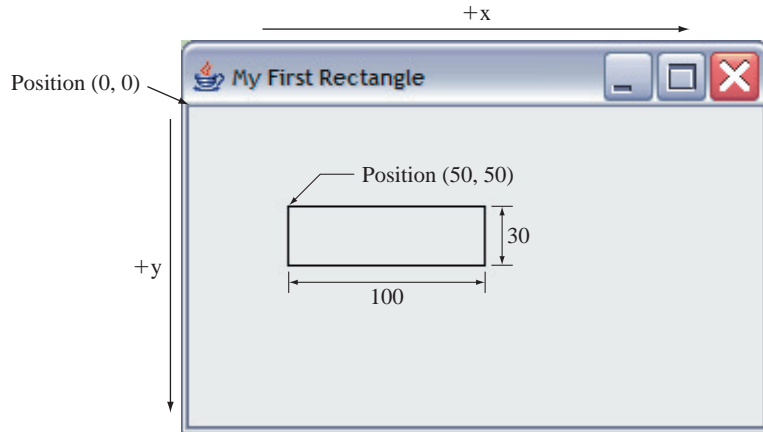 +x
My First Rectangle
Position (0, 0)
Position (50, 50)
30
+y
100